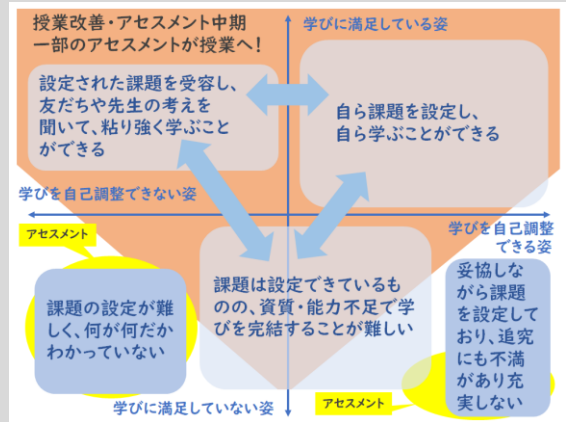 授業改善・アセスメント中期
一部のアセスメントが授業へ！
学びに満足している姿
設定された課題を受容し、
友だちや先生の考えを
聞いて、粘り強く学ぶこと
ができる
自ら課題を設定し、
自ら学ぶことができる
学びを自己調整できない姿
学びを自己調整
できる姿
アセスメント
課題の設定が難
しく、何が何だか
わかっていない
課題は設定できているも
のの、資質・能力不足で学
びを完結することが難しい
妥協しな
がら課題
を設定して
おり、追究
にも不満
があり充
実しない
学びに満足していない姿
アセスメント